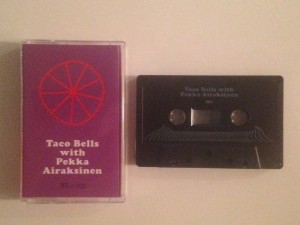 Taco Bells
with
Pekka
Airaksinen
Taco Bells with
Pekka Airaksinen